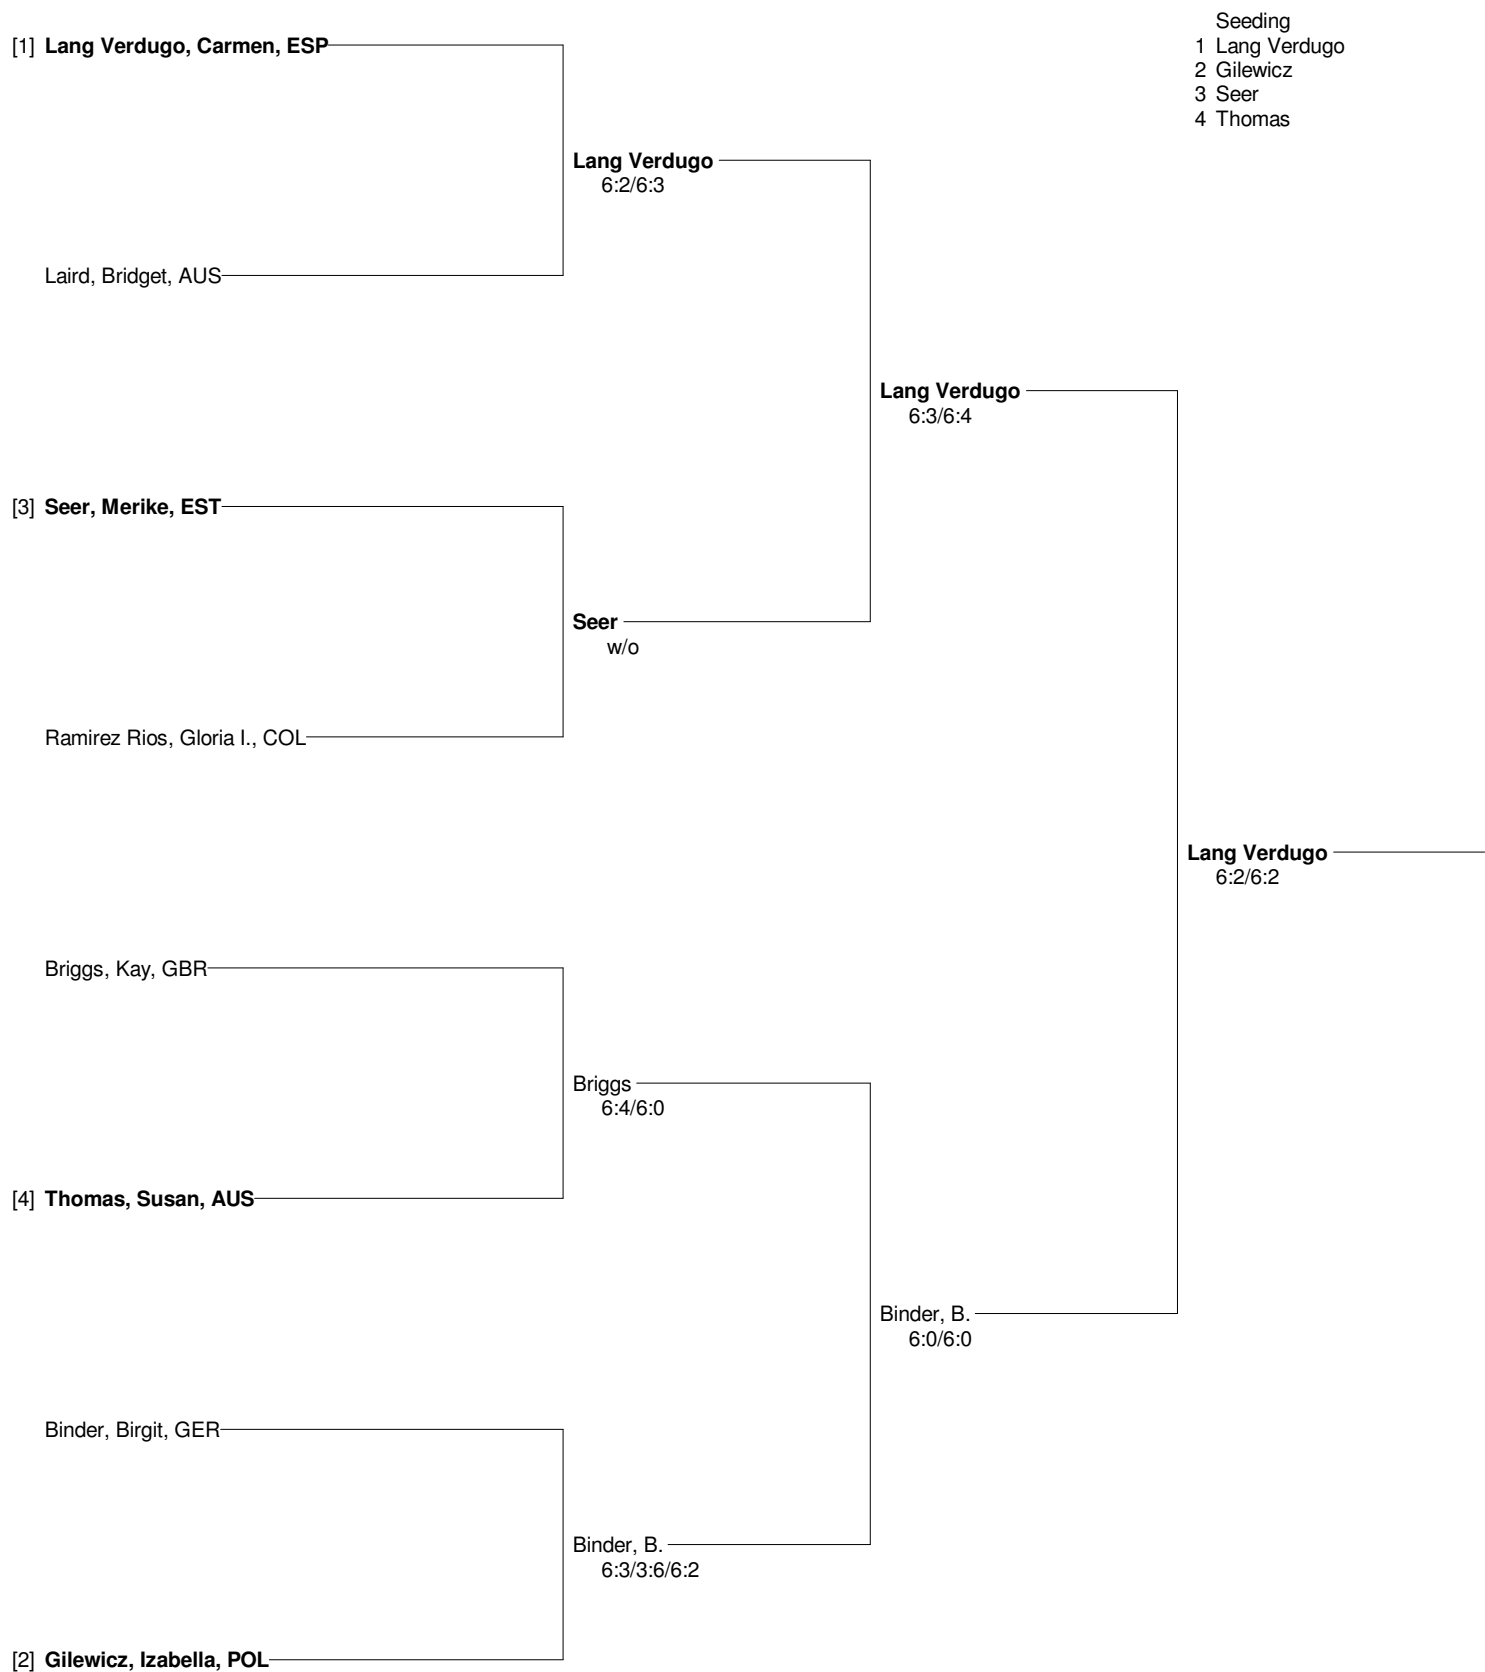 Seeding
1 Lang Verdugo
2 Gilewicz
3 Seer
4 Thomas
[1] Lang Verdugo, Carmen, ESP
Lang Verdugo
6:2/6:3
Laird, Bridget, AUS
Lang Verdugo
6:3/6:4
[3] Seer, Merike, EST
Seer
w/o
Ramirez Rios, Gloria I., COL
Lang Verdugo
6:2/6:2
Briggs, Kay, GBR
Briggs
6:4/6:0
[4] Thomas, Susan, AUS
Binder, B.
6:0/6:0
Binder, Birgit, GER
Binder, B.
6:3/3:6/6:2
[2] Gilewicz, Izabella, POL